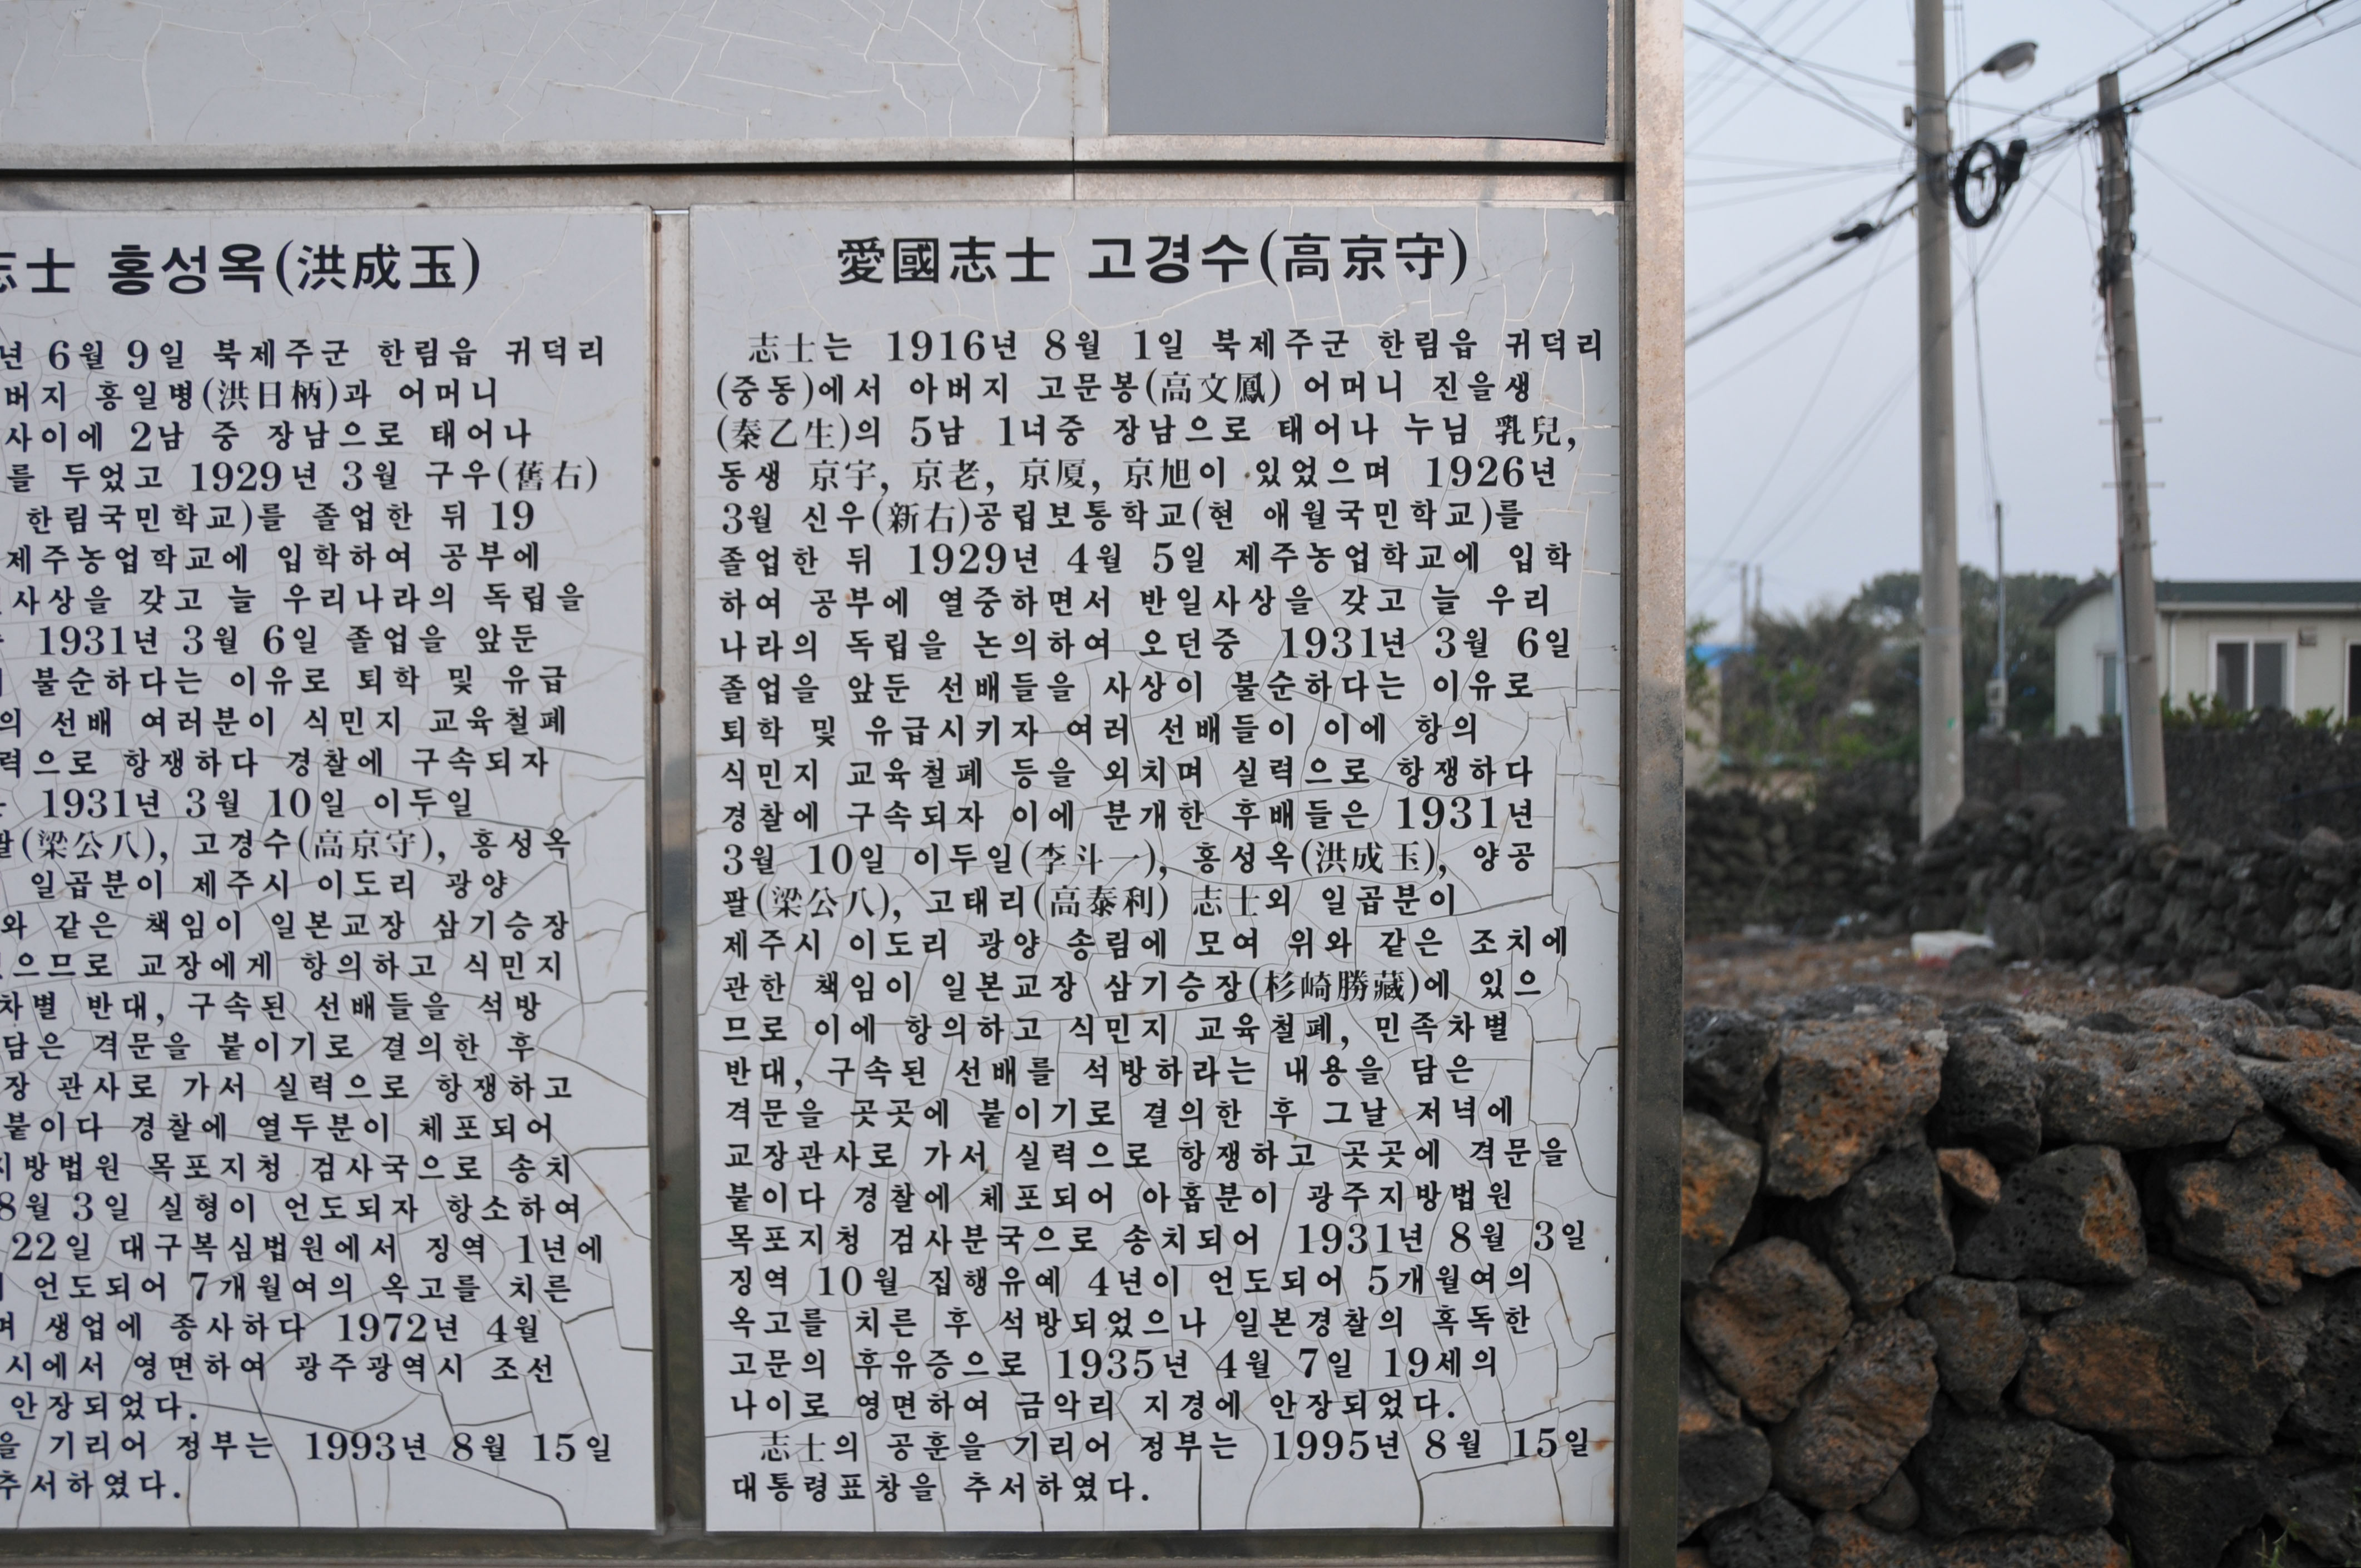 志士 홍성옥(洪成玉)
년 6월 9일 북제주군 한림읍 귀덕리
버지 홍일병(洪日柄)과 어머니
사이에 2남 중 장남으로 태어나
를 두었고 1929년 3월 구우(舊右)
한림국민학교)를 졸업한 뒤 19
제주농업학교에 입학하여 공부에
사상을 갖고 늘 우리나라의 독립을
1931년 3월 6일 졸업을 앞둔
불순하다는 이유로 퇴학 및 유급
의 선배 여러분이 식민지 교육철폐
력으로 항쟁하다 경찰에 구속되자
1931년 3월 10일 이두일
팔(梁公八), 고경수(高京守), 홍성옥
일곱분이 제주시 이도리 광양
와 같은 책임이 일본교장 삼기승장
으므로 교장에게 항의하고 식민지
차별 반대, 구속된 선배들을 석방
담은 격문을 붙이기로 결의한 후
장 관사로 가서 실력으로 항쟁하고
붙이다 경찰에 열두분이 체포되어
지방법원 목포지청 검사국으로 송치
8월 3일 실형이 언도되자 항소하여
22일 대구복심법원에서 징역 1년에
언도되어 7개월여의 옥고를 치른
며 생업에 종사하다 1972년 4월
시에서 영면하여 광주광역시 조선
안장되었다.
을 기리어 정부는 1993년 8월 15일
추서하였다.
愛國志士 고경수(高京守)
志士는 1916년 8월 1일 북제주군 한림읍 귀덕리
(중동)에서 아버지 고문봉(高文鳳) 어머니 진을생
(秦乙生)의 5남 1녀중 장남으로 태어나 누님 乳兒,
동생 京宇, 京老, 京厦, 京旭이 있었으며 1926년
3월 신우(新右)공립보통학교(현 애월국민학교)를
졸업한 뒤 1929년 4월 5일 제주농업학교에 입학
하여 공부에 열중하면서 반일사상을 갖고 늘 우리
나라의 독립을 논의하여 오던중 1931년 3월 6일
졸업을 앞둔 선배들을 사상이 불순하다는 이유로
퇴학 및 유급시키자 여러 선배들이 이에 항의
식민지 교육철폐 등을 외치며 실력으로 항쟁하다
경찰에 구속되자 이에 분개한 후배들은 1931년
3월 10일 이두일(李斗一), 홍성옥(洪成玉), 양공
팔(梁公八), 고태리(高泰利) 志士외 일곱분이
제주시 이도리 광양 송림에 모여 위와 같은 조치에
관한 책임이 일본교장 삼기승장(杉崎勝藏)에 있으
므로 이에 항의하고 식민지 교육철폐, 민족차별
반대, 구속된 선배를 석방하라는 내용을 담은
격문을 곳곳에 붙이기로 결의한 후 그날 저녁에
교장관사로 가서 실력으로 항쟁하고 곳곳에 격문을
붙이다 경찰에 체포되어 아홉분이 광주지방법원
목포지청 검사분국으로 송치되어 1931년 8월 3일
징역 10월 집행유예 4년이 언도되어 5개월여의
옥고를 치른 후 석방되었으나 일본경찰의 혹독한
고문의 후유증으로 1935년 4월 7일 19세의
나이로 영면하여 금악리 지경에 안장되었다.
志士의 공훈을 기리어 정부는 1995년 8월 15일
대통령표창을 추서하였다.